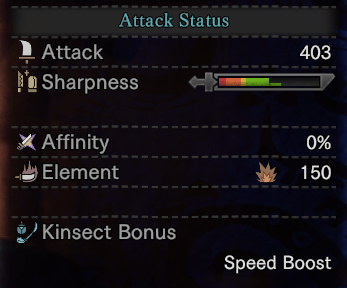 Attack Status
Attack 403
Sharpness
Affinity 0%
Element 150
Kinsect Bonus
Speed Boost